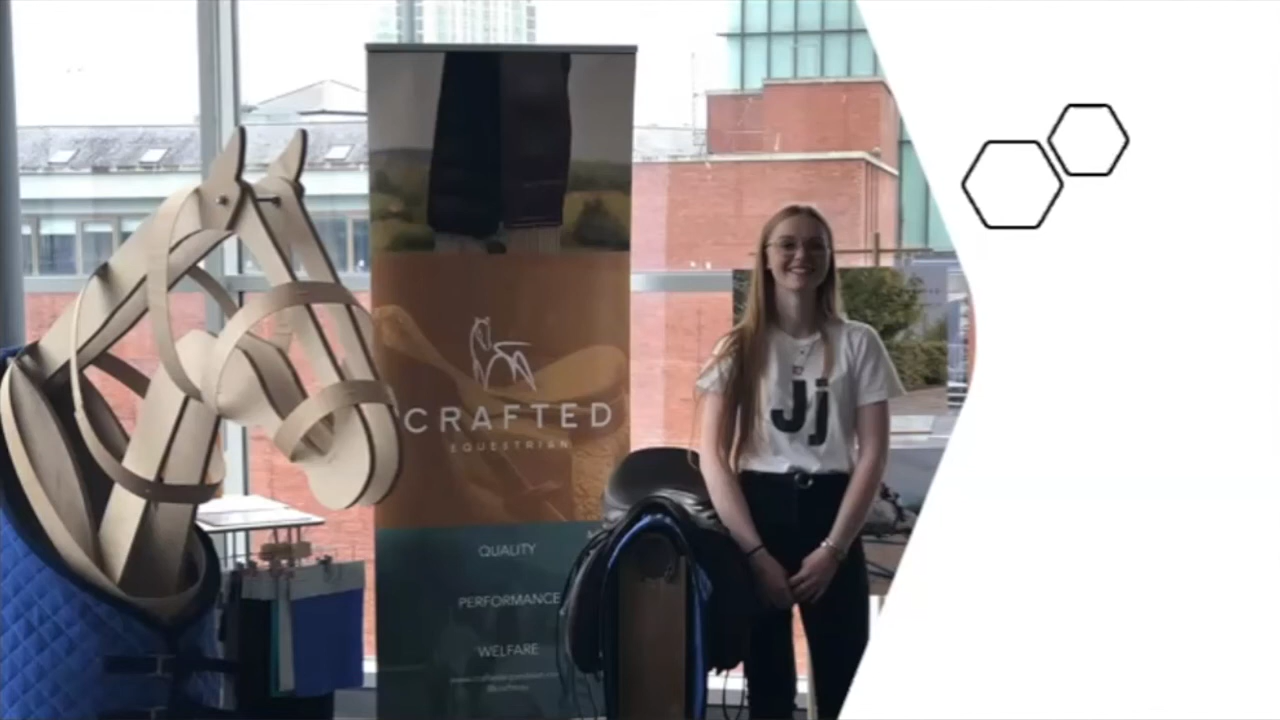 CRAFTED
EQUESTRIAN
Jj
QUALITY
PERFORMANCE
WELFARE